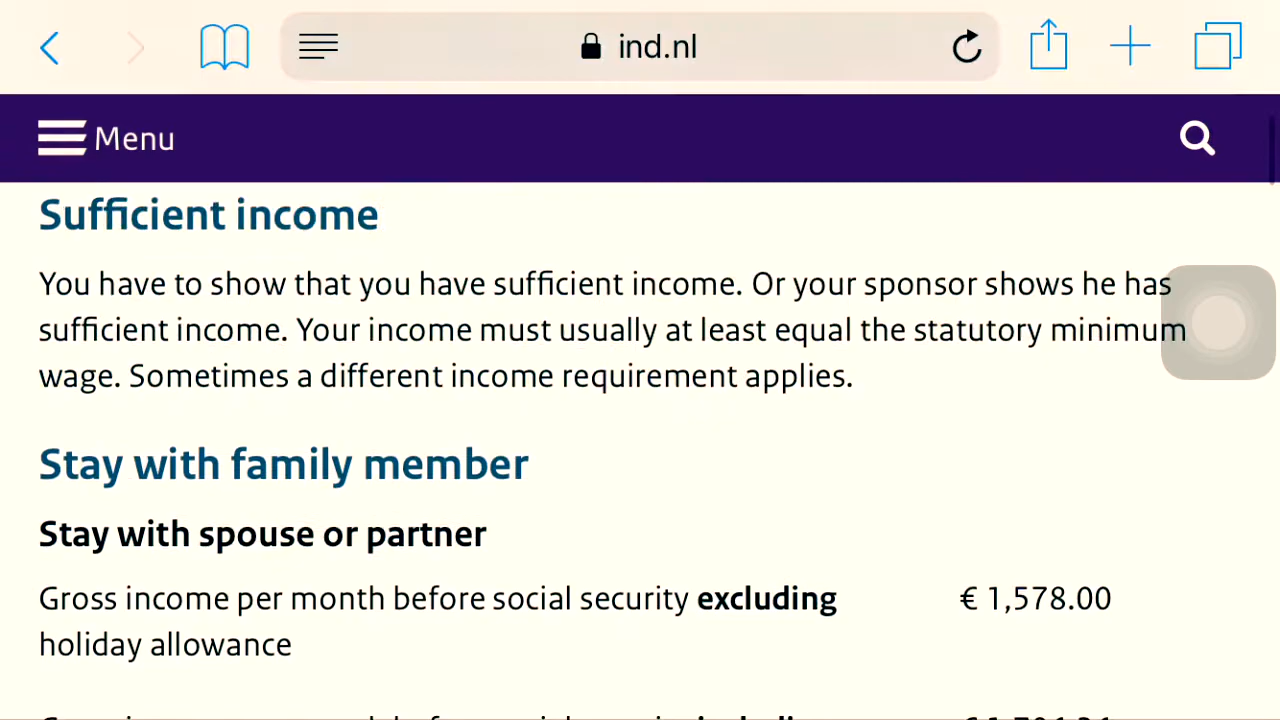 ind.nl
Menu
Sufficient income
You have to show that you have sufficient income. Or your sponsor shows he has
sufficient income. Your income must usually at least equal the statutory minimum
wage. Sometimes a different income requirement applies.
Stay with family member
Stay with spouse or partner
Gross income per month before social security excluding € 1,578.00
holiday allowance